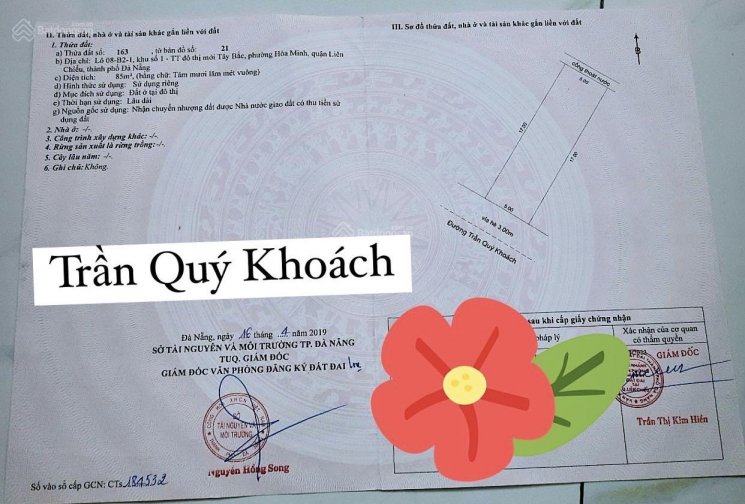 II. Thửa đất, nhà ở và tài sản khác gắn liền với đất
1. Thửa đất:
a) Thửa đất số: 163 , tờ bản đồ số: 21
b) Địa chỉ: Lô 08-B2-1, khu số 1 - TT đô thị mới Tây Bắc, phường Hòa Minh, quận Liên
Chiểu, thành phố Đà Nẵng
c) Diện tích: 85m², (bằng chữ: Tám mươi lăm mét vuông)
d) Hình thức sử dụng: Sử dụng riêng
đ) Mục đích sử dụng: Đất ở tại đô thị
e) Thời hạn sử dụng: Lâu dài
g) Nguồn gốc sử dụng: Nhận chuyển nhượng đất được Nhà nước giao đất có thu tiền sử
dụng đất
2. Nhà ở: -/-
3. Công trình xây dựng khác: -/-
4. Rừng sản xuất là rừng trồng: -/-
5. Cây lâu năm: -/-
6. Ghi chú: Không.
III. Sơ đồ thửa đất, nhà ở và tài sản khác gắn liền với đất
B
cống thoát nước
5.00
17.00
17.00
5.00
vỉa hè 3.00m
Đường Trần Quý Khoách
Trần Quý Khoách
Đà Nẵng, ngày 16 tháng 4 năm 2019
SỞ TÀI NGUYÊN VÀ MÔI TRƯỜNG TP. ĐÀ NẴNG
TUQ. GIÁM ĐỐC
GIÁM ĐỐC VĂN PHÒNG ĐĂNG KÝ ĐẤT ĐAI
SỞ
TÀI NGUYÊN VÀ
MÔI TRƯỜNG
Nguyễn Hồng Song
Số vào sổ cấp GCN: CTs 184532
sau khi cấp giấy chứng nhận
pháp lý
Xác nhận của cơ quan
có thẩm quyền
GIÁM ĐỐC
Trần Thị Kim Hiền